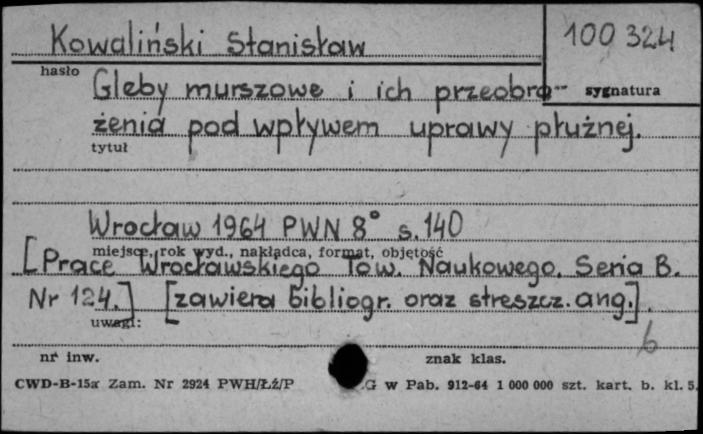 Kowaliński Stanisław
100 324
hasło
Gleby murszowe i ich przeobra-
sygnatura
żenia pod wpływem uprawy płużnej.
tytuł
Wrocław 1964 PWN 8° s. 140
miejsce, rok wyd., nakładca, format, objętość
[Prace Wrocławskiego Tow. Naukowego. Seria B.
Nr 124.] [zawiera bibliogr. oraz streszcz. ang.].
uwagi:
b
nr inw.
znak klas.
CWD-B-15a Zam. Nr 2924 PWH/Łź/P
G w Pab. 912-64 1 000 000 szt. kart. b. kl. 5